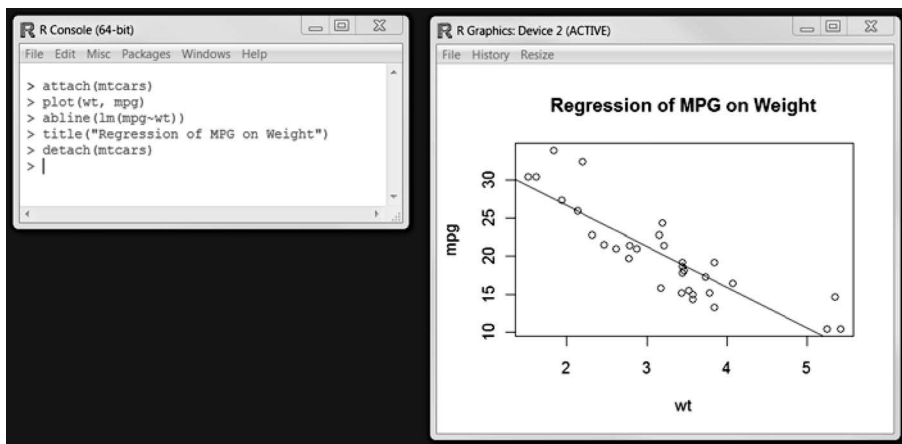 R Console (64-bit)
File Edit Misc Packages Windows Help
> attach(mtcars)
> plot(wt, mpg)
> abline(lm(mpg~wt))
> title("Regression of MPG on Weight")
> detach(mtcars)
>
R Graphics: Device 2 (ACTIVE)
File History Resize
Regression of MPG on Weight
mpg
30
25
20
15
10
2 3 4 5
wt